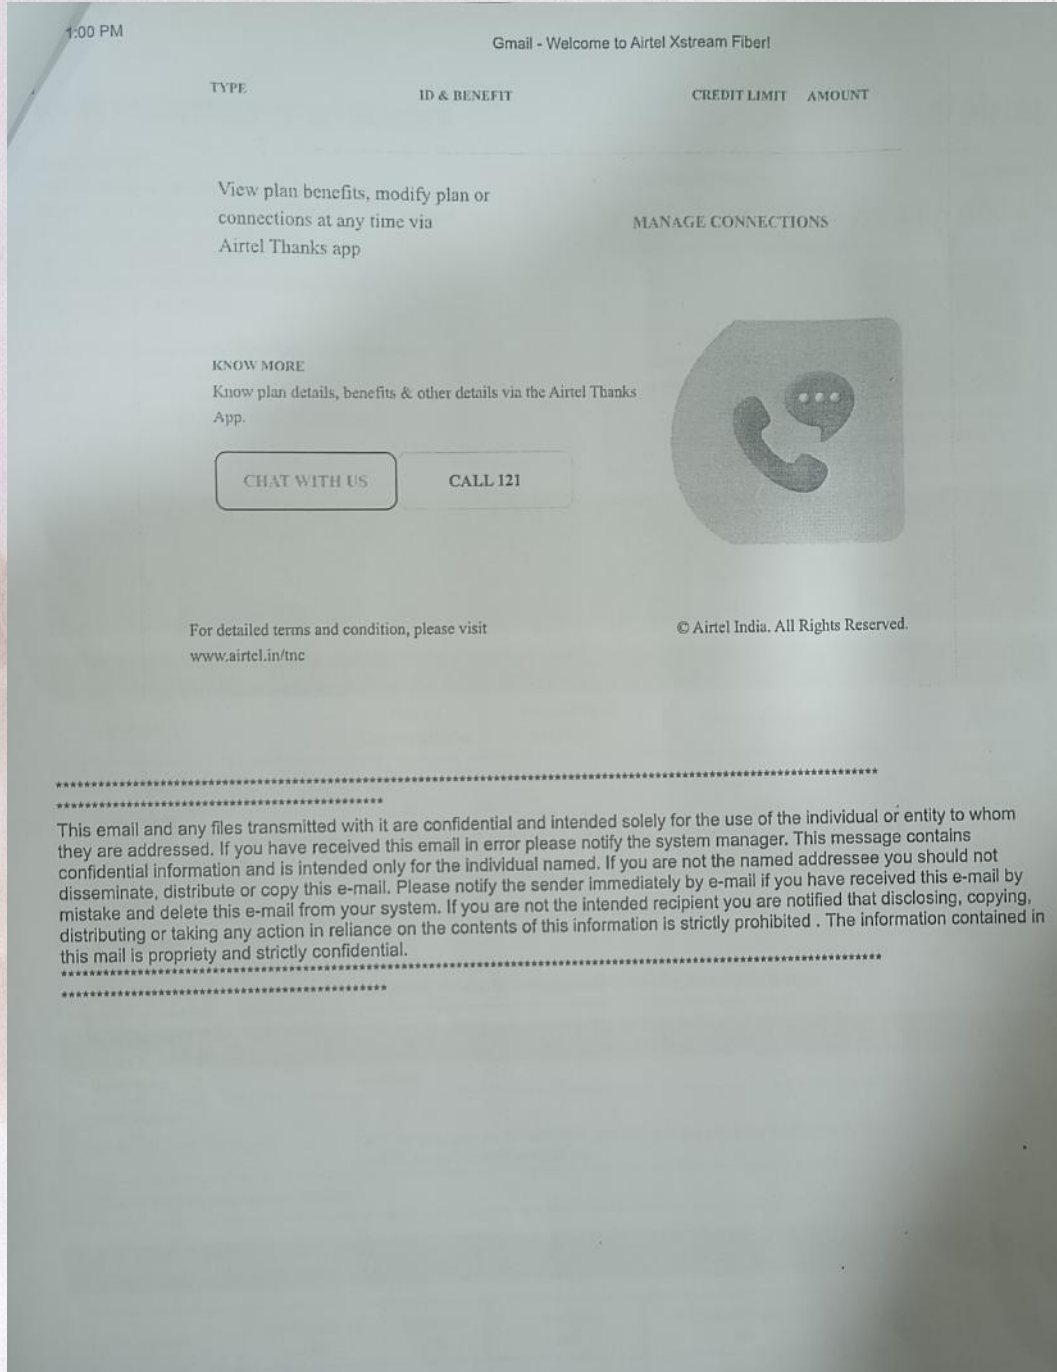 1:00 PM
Gmail - Welcome to Airtel Xstream Fiber!
TYPE
ID & BENEFIT
CREDIT LIMIT AMOUNT
View plan benefits, modify plan or
connections at any time via
Airtel Thanks app
MANAGE CONNECTIONS
KNOW MORE
Know plan details, benefits & other details via the Airtel Thanks
App.
CHAT WITH US
CALL 121
For detailed terms and condition, please visit
www.airtel.in/tnc
© Airtel India. All Rights Reserved.
This email and any files transmitted with it are confidential and intended solely for the use of the individual or entity to whom
they are addressed. If you have received this email in error please notify the system manager. This message contains
confidential information and is intended only for the individual named. If you are not the named addressee you should not
disseminate, distribute or copy this e-mail. Please notify the sender immediately by e-mail if you have received this e-mail by
mistake and delete this e-mail from your system. If you are not the intended recipient you are notified that disclosing, copying,
distributing or taking any action in reliance on the contents of this information is strictly prohibited . The information contained in
this mail is propriety and strictly confidential.